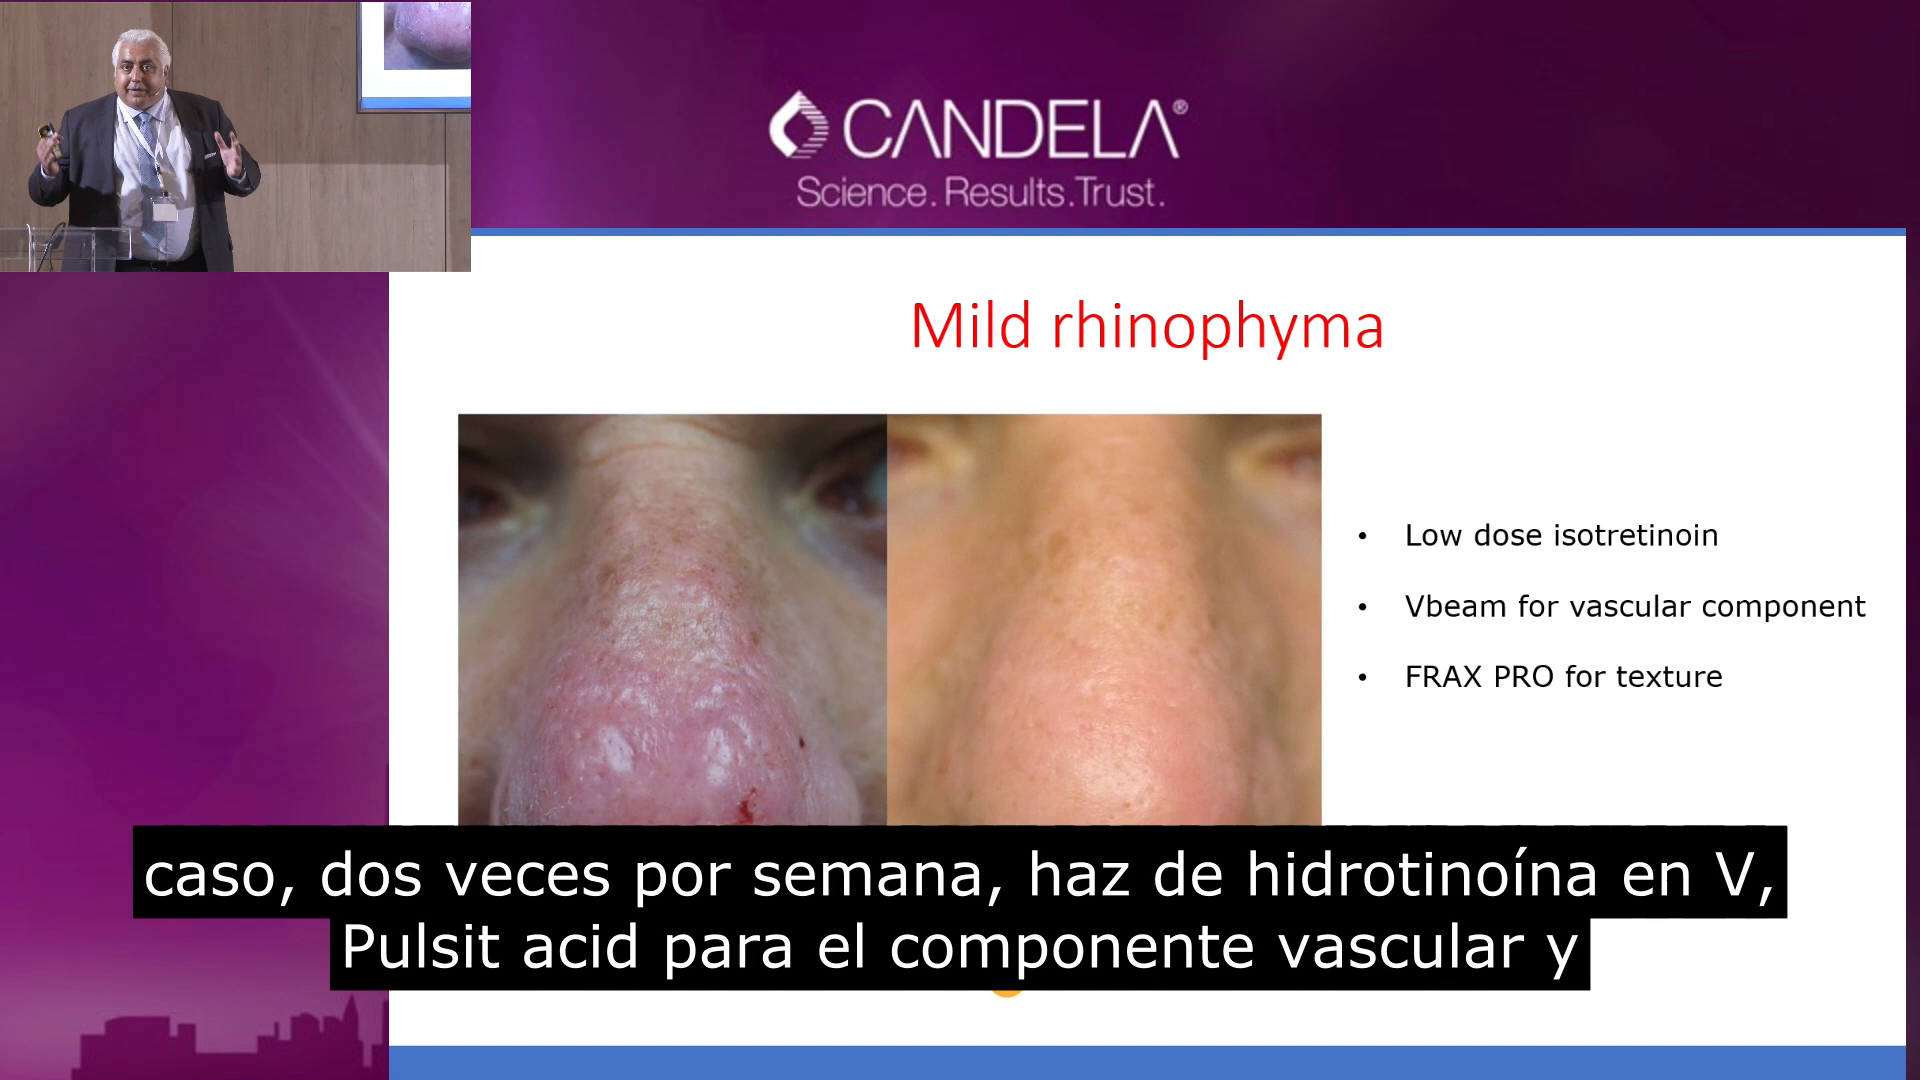 CANDELA®
Science. Results. Trust.
Mild rhinophyma
• Low dose isotretinoin
• Vbeam for vascular component
• FRAX PRO for texture
caso, dos veces por semana, haz de hidrotinoína en V,
Pulsit acid para el componente vascular y